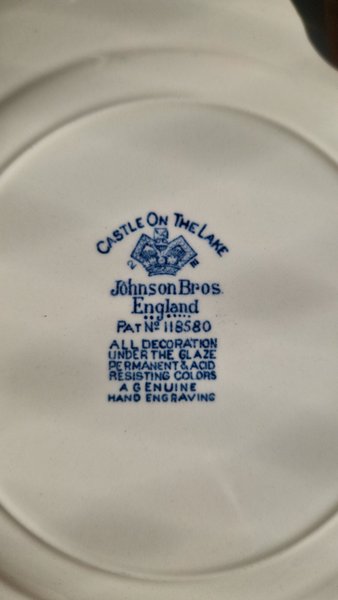 CASTLE ON THE LAKE
Johnson Bros
England
PAT Nº 118580
ALL DECORATION
UNDER THE GLAZE
PERMANENT & ACID
RESISTING COLORS
A GENUINE
HAND ENGRAVING